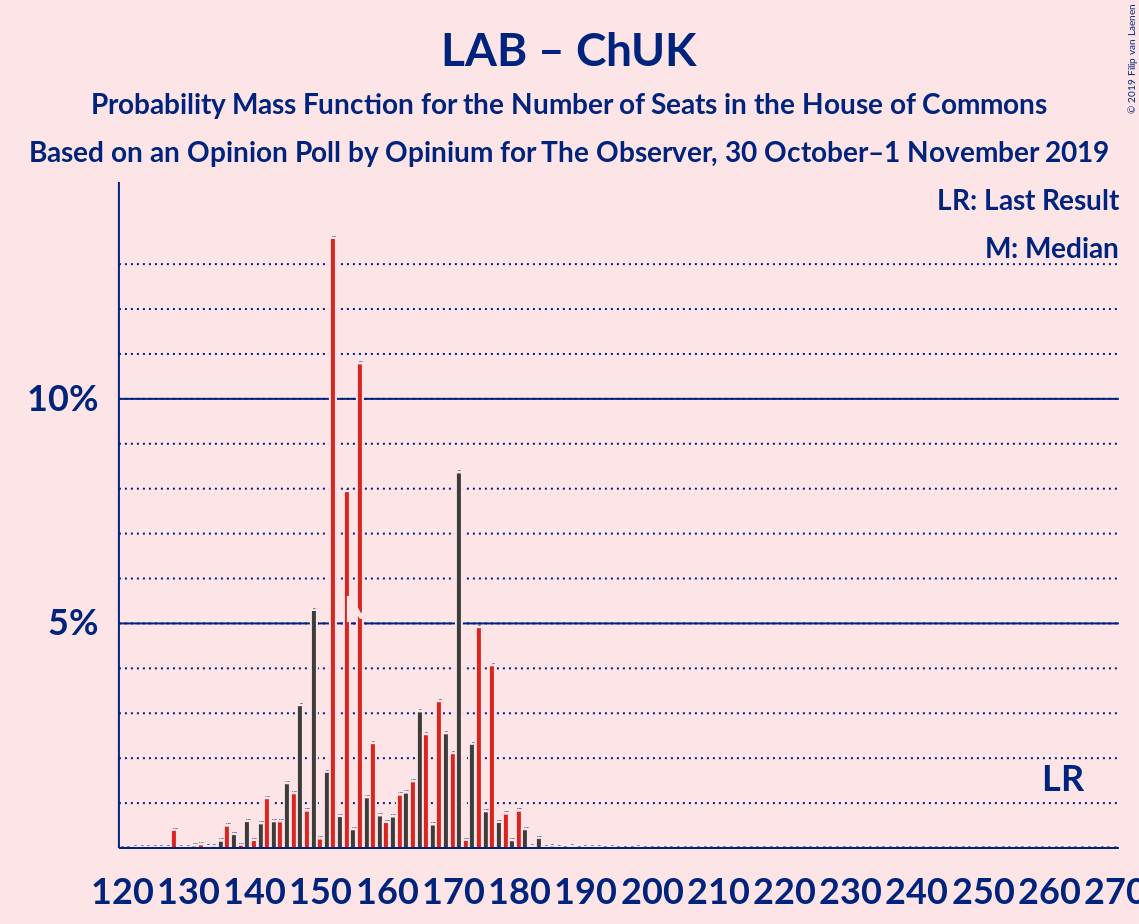 LAB – ChUK
Probability Mass Function for the Number of Seats in the House of Commons
Based on an Opinion Poll by Opinium for The Observer, 30 October–1 November 2019
© 2019 Filip van Laenen
LR: Last Result
M: Median
10%
5%
LR
120 130 140 150 160 170 180 190 200 210 220 230 240 250 260 270